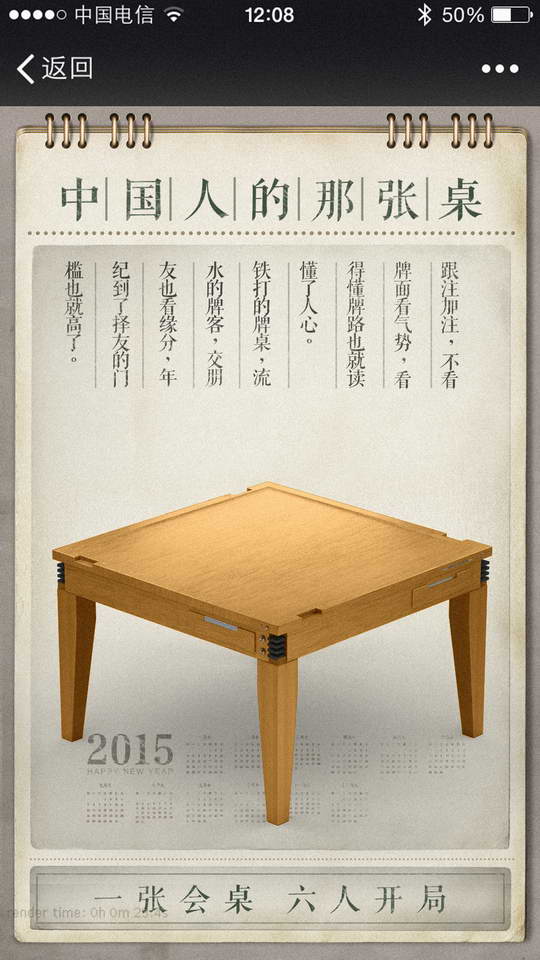 中国电信
12:08
50%
返回
中国人的那张桌
跟注加注，不看
牌面看气势，看
得懂牌路也就读
懂了人心。
铁打的牌桌，流
水的牌客，交朋
友也看缘分，年
纪到了择友的门
槛也就高了。
2015
HAPPY NEW YEAR
一张会桌 六人开局
render time: 0h 0m